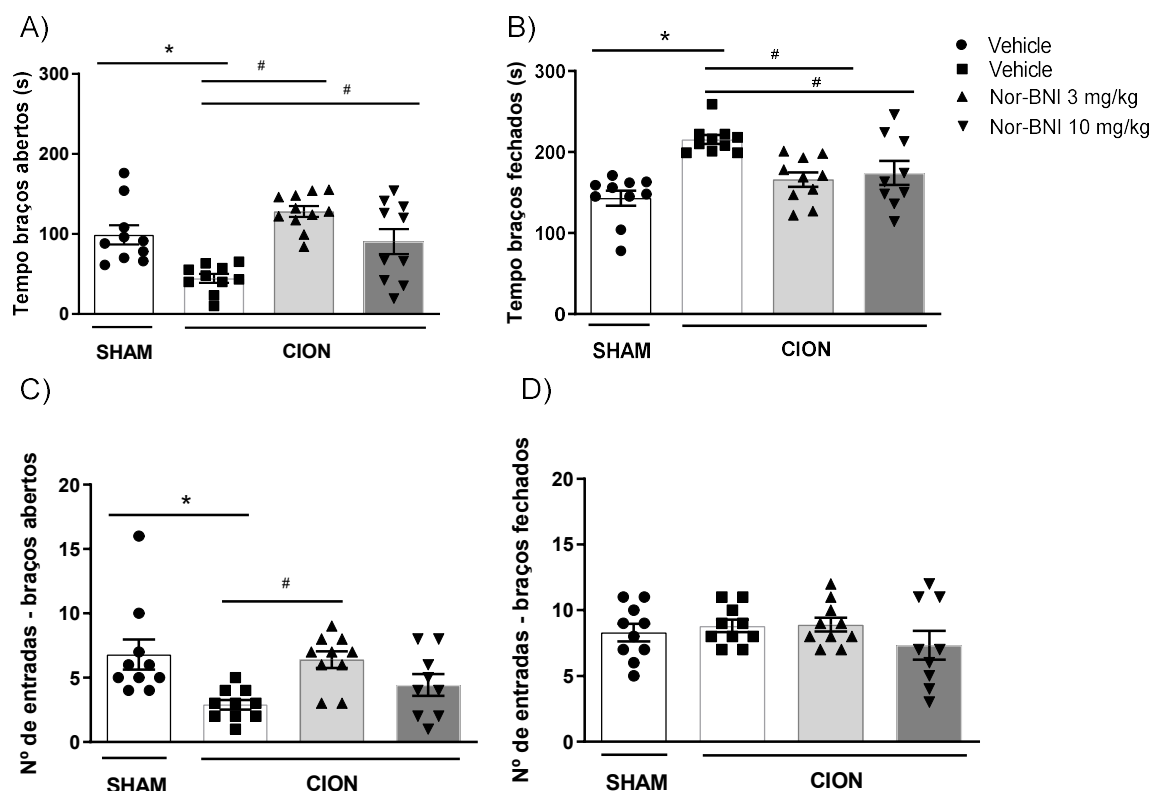 A)
Tempo braços abertos (s)
300
200
100
0
*
#
#
SHAM
CION
B)
Tempo braços fechados (s)
300
200
100
0
*
#
#
SHAM
CION
Vehicle
Vehicle
Nor-BNI 3 mg/kg
Nor-BNI 10 mg/kg
C)
Nº de entradas - braços abertos
20
15
10
5
0
*
#
SHAM
CION
D)
Nº de entradas - braços fechados
20
15
10
5
0
SHAM
CION